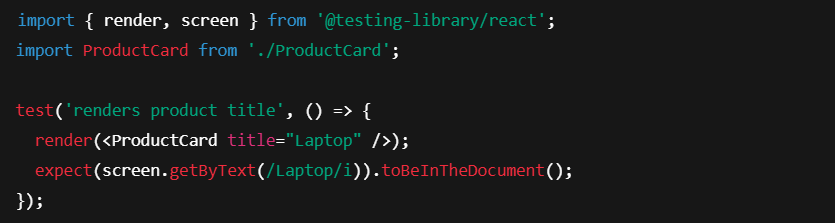 import { render, screen } from '@testing-library/react';
import ProductCard from './ProductCard';
test('renders product title', () => {
  render(<ProductCard title="Laptop" />);
  expect(screen.getByText(/Laptop/i)).toBeInTheDocument();
});